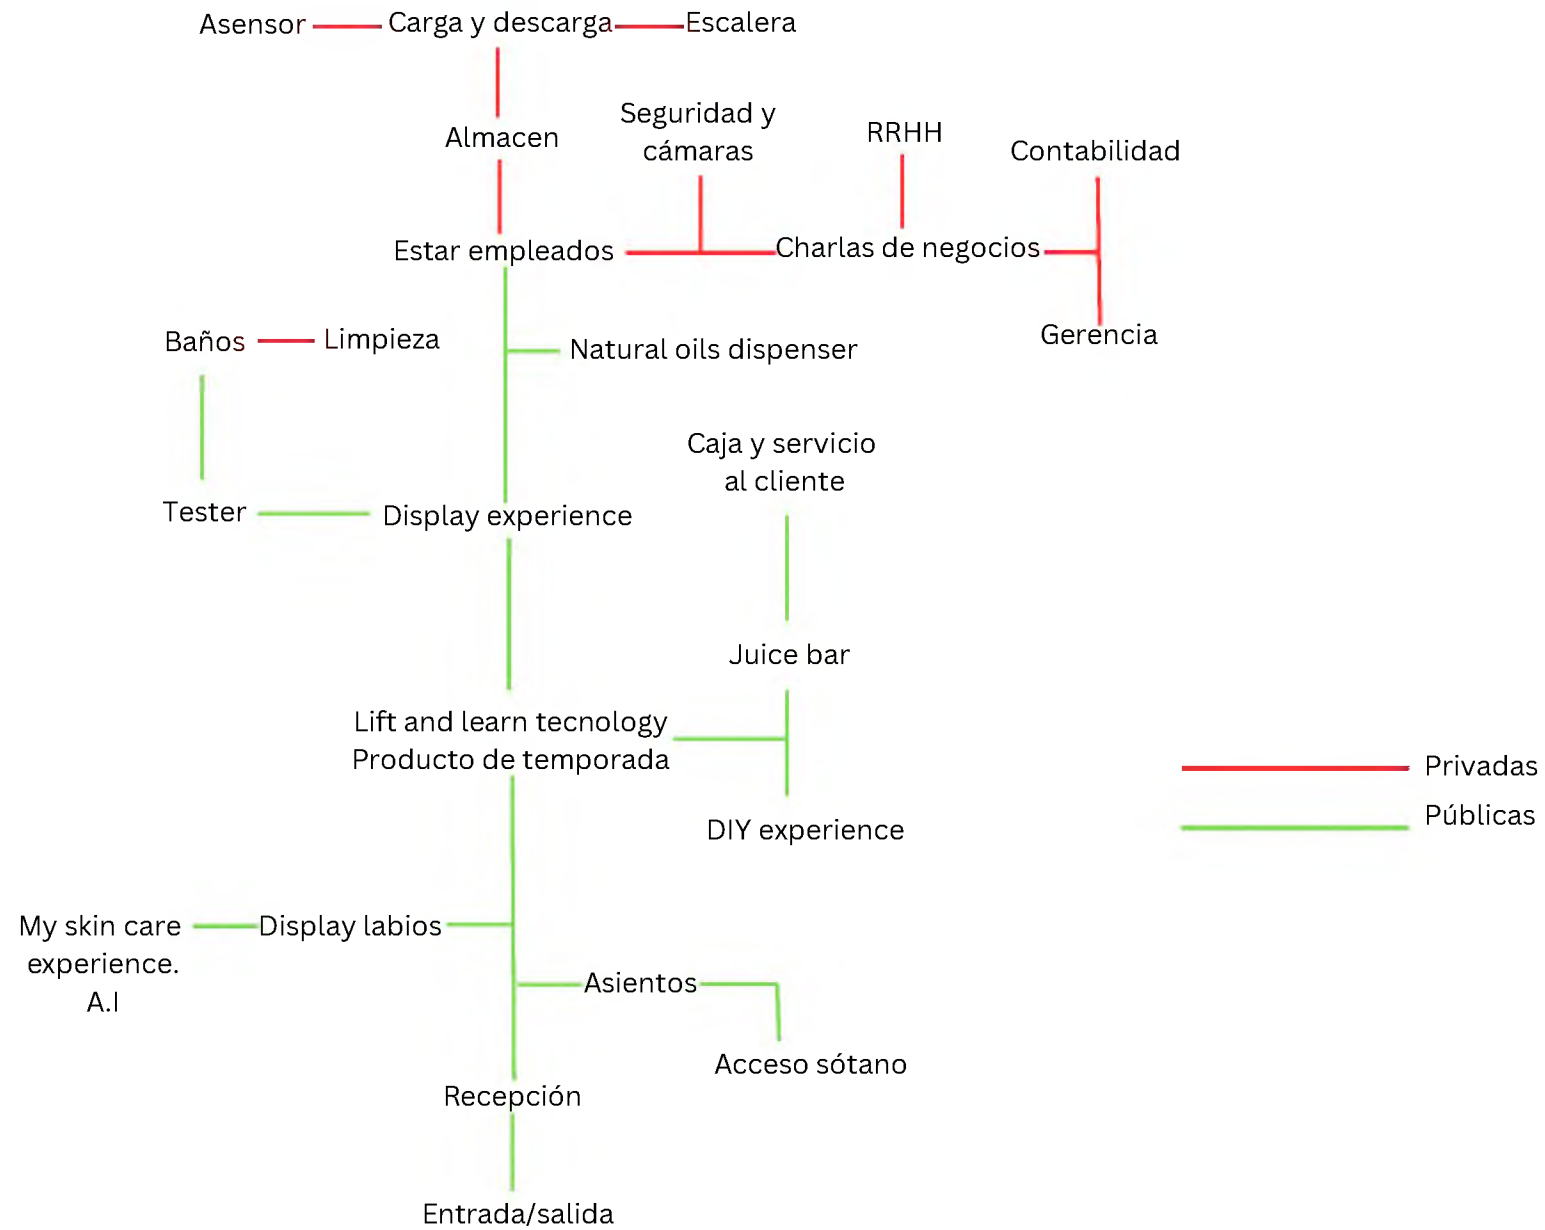 Asensor
Carga y descarga
Escalera
Almacen
Seguridad y
cámaras
RRHH
Contabilidad
Estar empleados
Charlas de negocios
Gerencia
Baños
Limpieza
Natural oils dispenser
Caja y servicio
al cliente
Tester
Display experience
Juice bar
Lift and learn tecnology
Producto de temporada
DIY experience
Privadas
Públicas
My skin care
experience.
A.I
Display labios
Asientos
Acceso sótano
Recepción
Entrada/salida